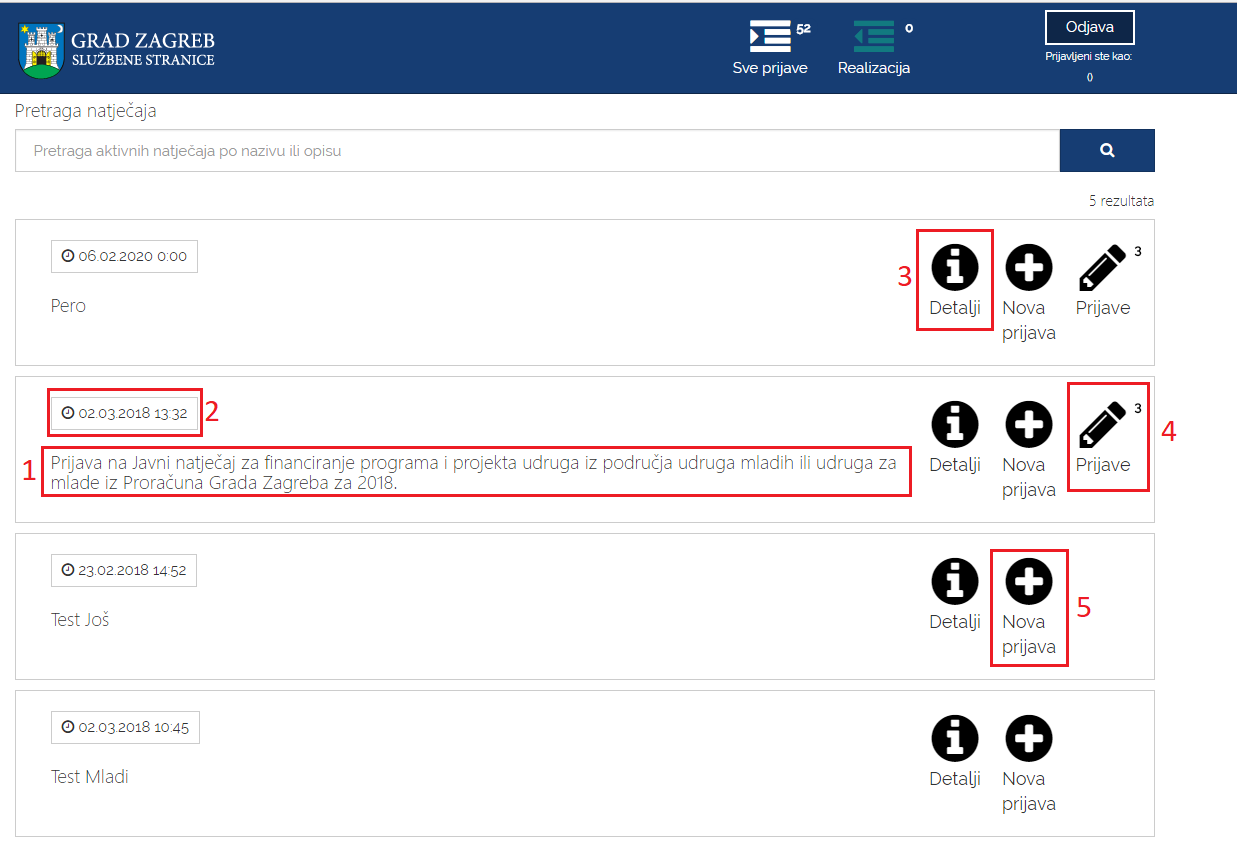 GRAD ZAGREB
SLUŽBENE STRANICE
52
Sve prijave
0
Realizacija
Odjava
Prijavljeni ste kao:
0
Pretraga natječaja
Pretraga aktivnih natječaja po nazivu ili opisu
5 rezultata
06.02.2020 0:00
Pero
3
Detalji
Nova
prijava
3
Prijave
02.03.2018 13:32
2
1
Prijava na Javni natječaj za financiranje programa i projekta udruga iz područja udruga mladih ili udruga za
mlade iz Proračuna Grada Zagreba za 2018.
Detalji
Nova
prijava
3
Prijave
4
23.02.2018 14:52
Test Još
Detalji
Nova
prijava
5
02.03.2018 10:45
Test Mladi
Detalji
Nova
prijava